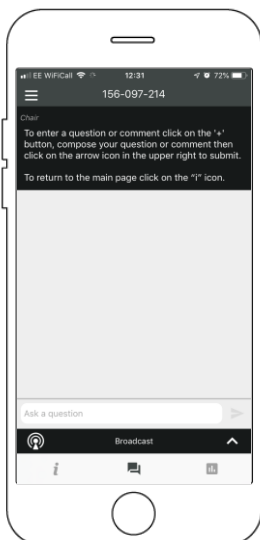 EE WiFiCall 12:31 72%
156-097-214
Chair
To enter a question or comment click on the '+'
button, compose your question or comment then
click on the arrow icon in the upper right to submit.
To return to the main page click on the “i” icon.
Ask a question
Broadcast
i